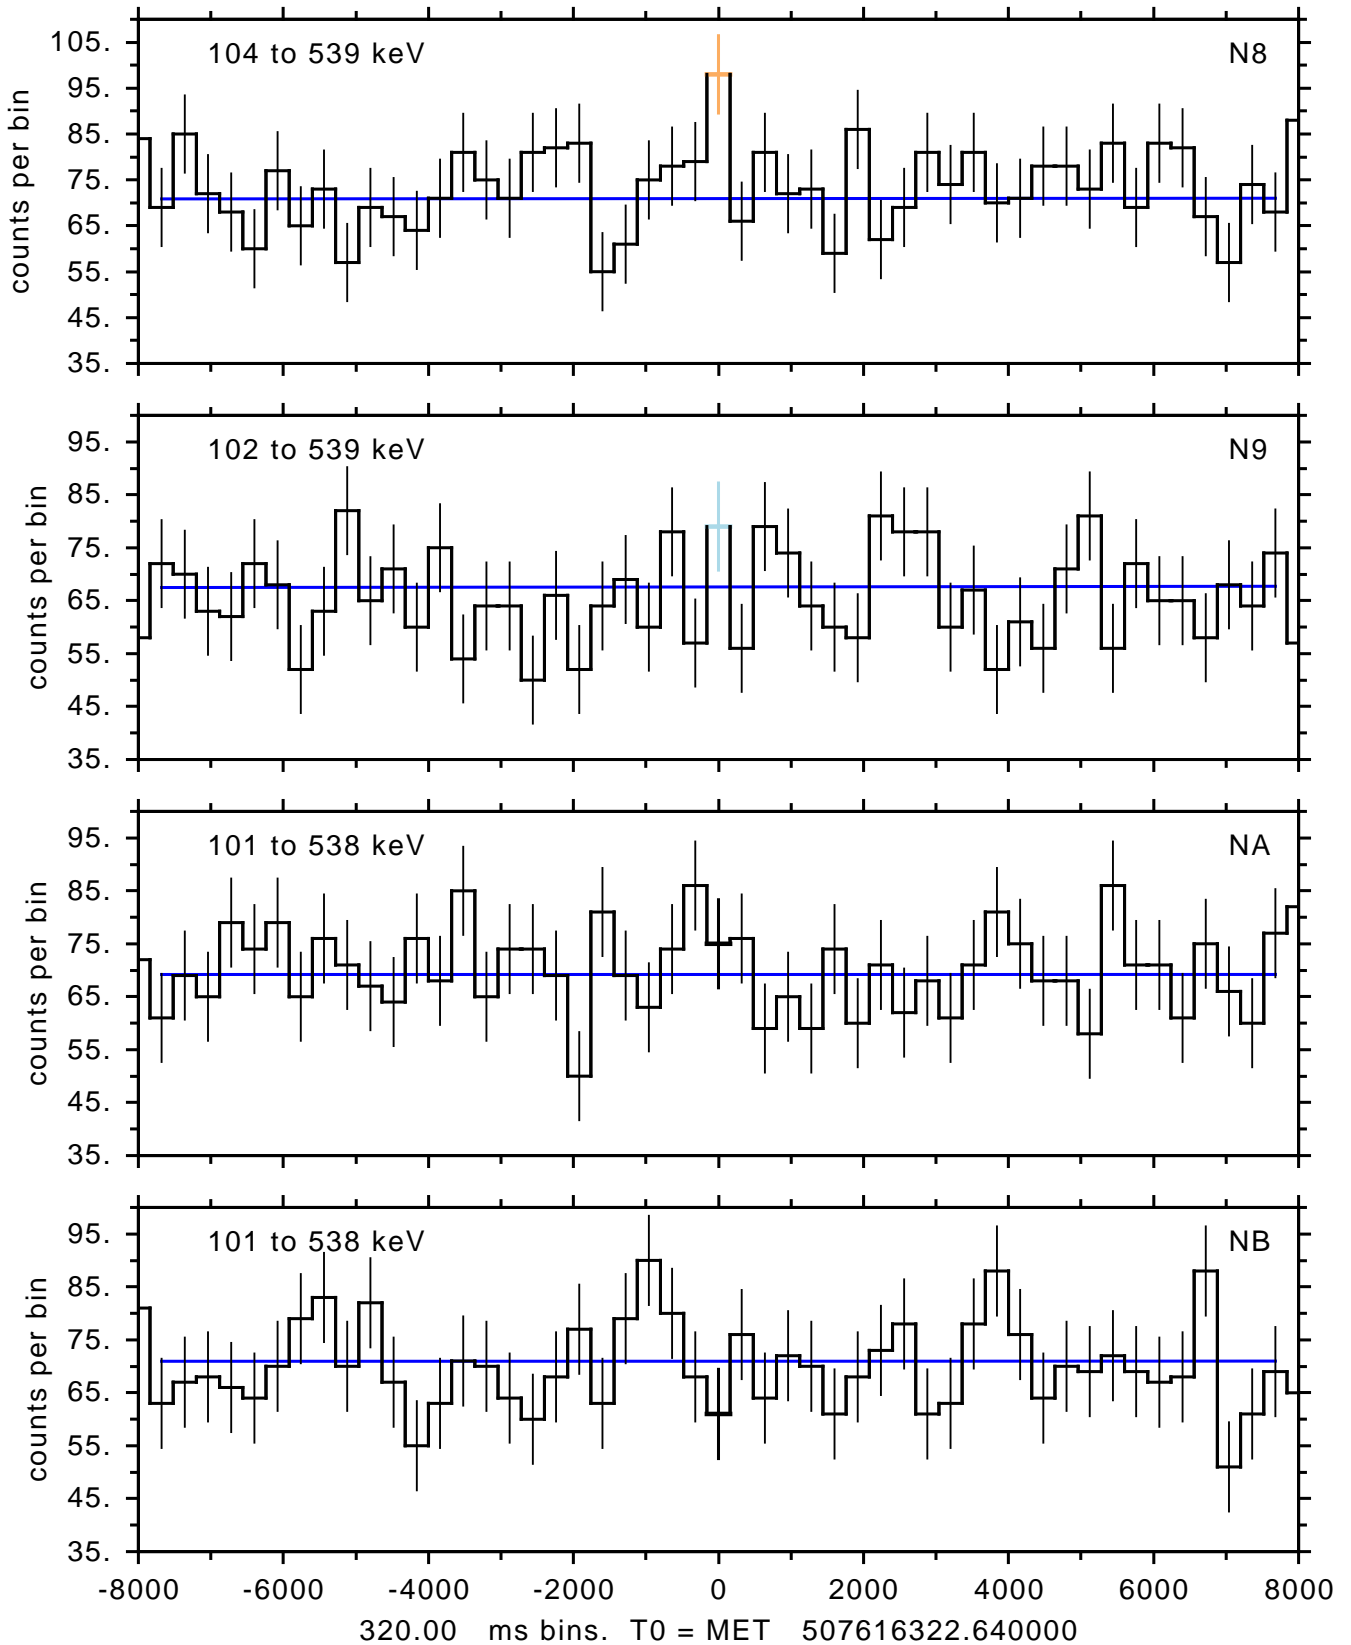 104 to 539 keV N8
105.
95.
85.
75.
65.
55.
45.
35.
counts per bin
102 to 539 keV N9
95.
85.
75.
65.
55.
45.
35.
counts per bin
101 to 538 keV NA
95.
85.
75.
65.
55.
45.
35.
counts per bin
101 to 538 keV NB
95.
85.
75.
65.
55.
45.
35.
counts per bin
-8000 -6000 -4000 -2000 0 2000 4000 6000 8000
320.00 ms bins. T0 = MET 507616322.640000